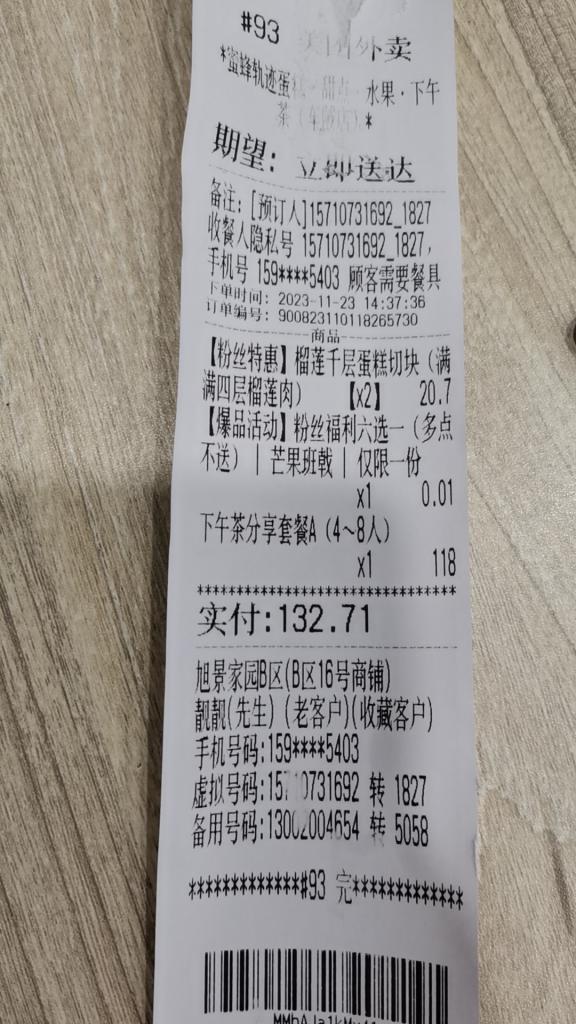 #93 外卖
*蜜蜂轨迹蛋糕·甜点·水果·下午
茶 *
期望: 立即送达
备注: [预订人]15710731692_1827
收餐人隐私号 15710731692_1827,
手机号 159****5403 顾客需要餐具
下单时间: 2023-11-23 14:37:36
订单编号: 900823110118265730
商品
【粉丝特惠】榴莲千层蛋糕切块（满
满四层榴莲肉） 【x2】 20.7
【爆品活动】粉丝福利六选一（多点
不送）｜芒果班戟｜仅限一份
x1 0.01
下午茶分享套餐A（4～8人）
x1 118
********************************
实付:132.71
旭景家园B区(B区16号商铺)
靓靓(先生) (老客户)(收藏客户)
手机号码:159****5403
虚拟号码:15710731692 转 1827
备用号码:13002004654 转 5058
************#93 完************